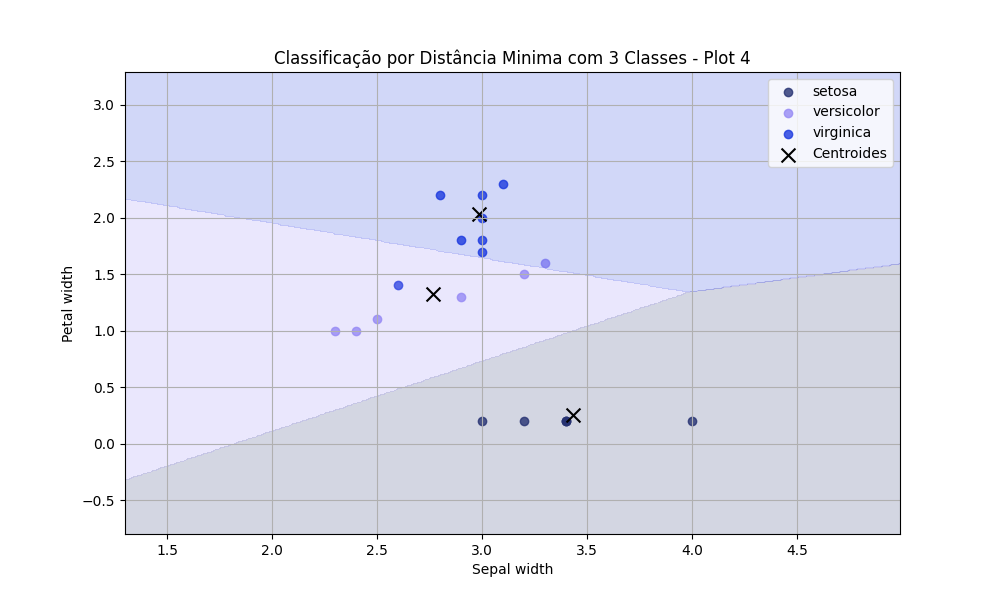 Classificação por Distância Minima com 3 Classes - Plot 4
setosa
versicolor
virginica
Centroides
Petal width
3.0
2.5
2.0
1.5
1.0
0.5
0.0
−0.5
1.5 2.0 2.5 3.0 3.5 4.0 4.5
Sepal width